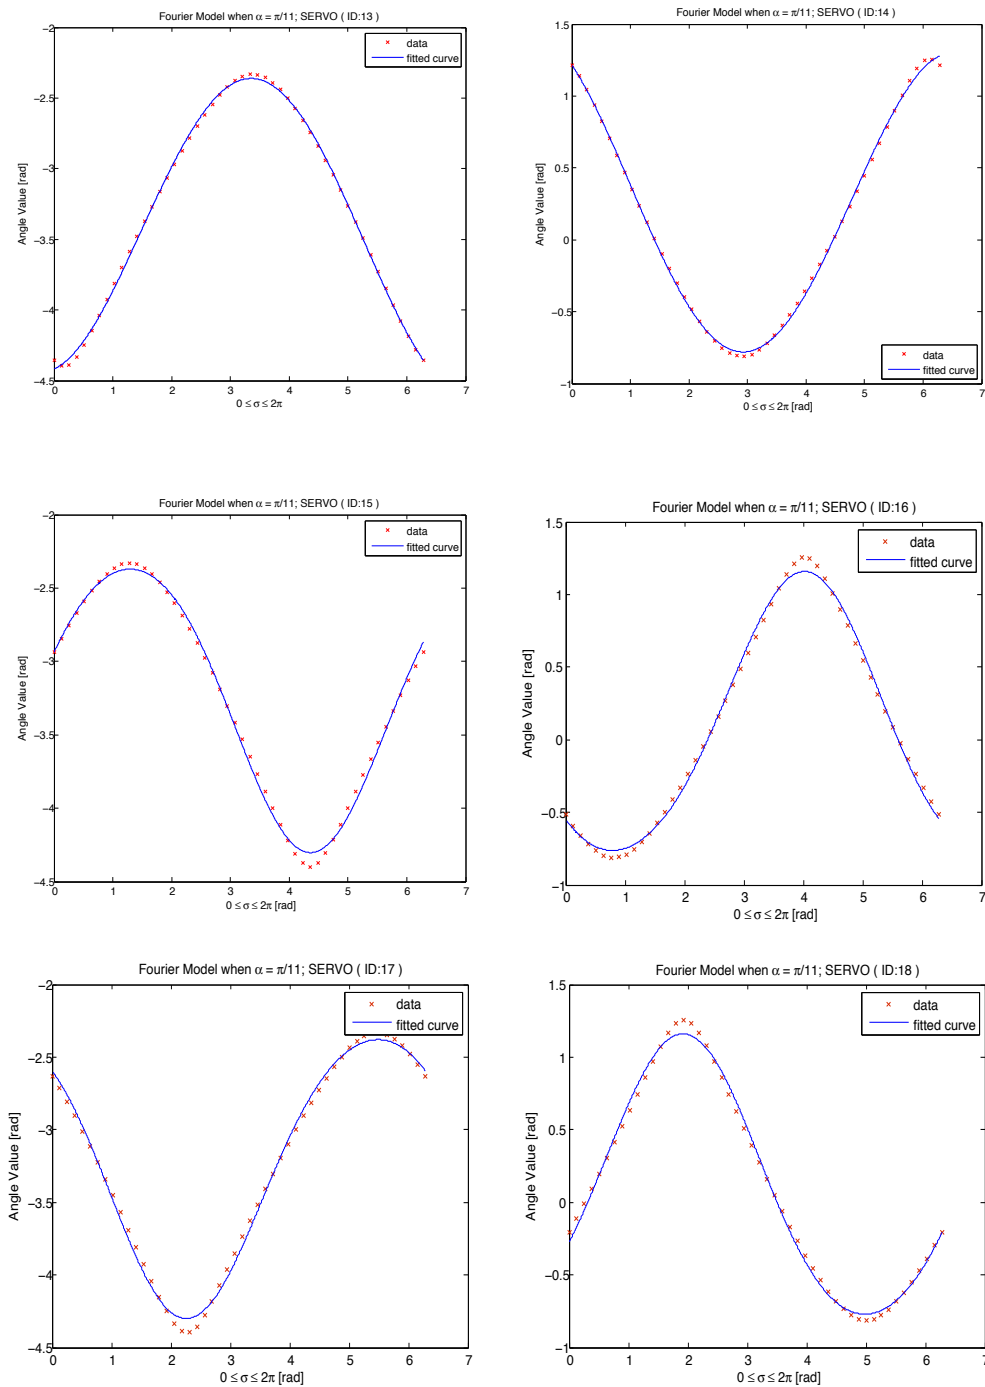 Fourier Model when α = π/11; SERVO ( ID:13)
data
fitted curve
Angle Value [rad]
−2
−2.5
−3
−3.5
−4
−4.5
0 1 2 3 4 5 6 7
0 ≤ σ ≤ 2π
Fourier Model when α = π/11; SERVO ( ID:14 )
Angle Value [rad]
1.5
1
0.5
0
−0.5
−1
data
fitted curve
0 1 2 3 4 5 6 7
0 ≤ σ ≤ 2π [rad]
Fourier Model when α = π/11; SERVO ( ID:15)
data
fitted curve
Angle Value [rad]
−2
−2.5
−3
−3.5
−4
−4.5
0 1 2 3 4 5 6 7
0 ≤ σ ≤ 2π [rad]
Fourier Model when α = π/11; SERVO ( ID:16 )
data
fitted curve
Angle Value [rad]
1.5
1
0.5
0
−0.5
−1
0 1 2 3 4 5 6 7
0 ≤ σ ≤ 2π [rad]
Fourier Model when α = π/11; SERVO ( ID:17 )
data
fitted curve
Angle Value [rad]
−2
−2.5
−3
−3.5
−4
−4.5
0 1 2 3 4 5 6 7
0 ≤ σ ≤ 2π [rad]
Fourier Model when α = π/11; SERVO ( ID:18 )
data
fitted curve
Angle Value [rad]
1.5
1
0.5
0
−0.5
−1
0 1 2 3 4 5 6 7
0 ≤ σ ≤ 2π [rad]